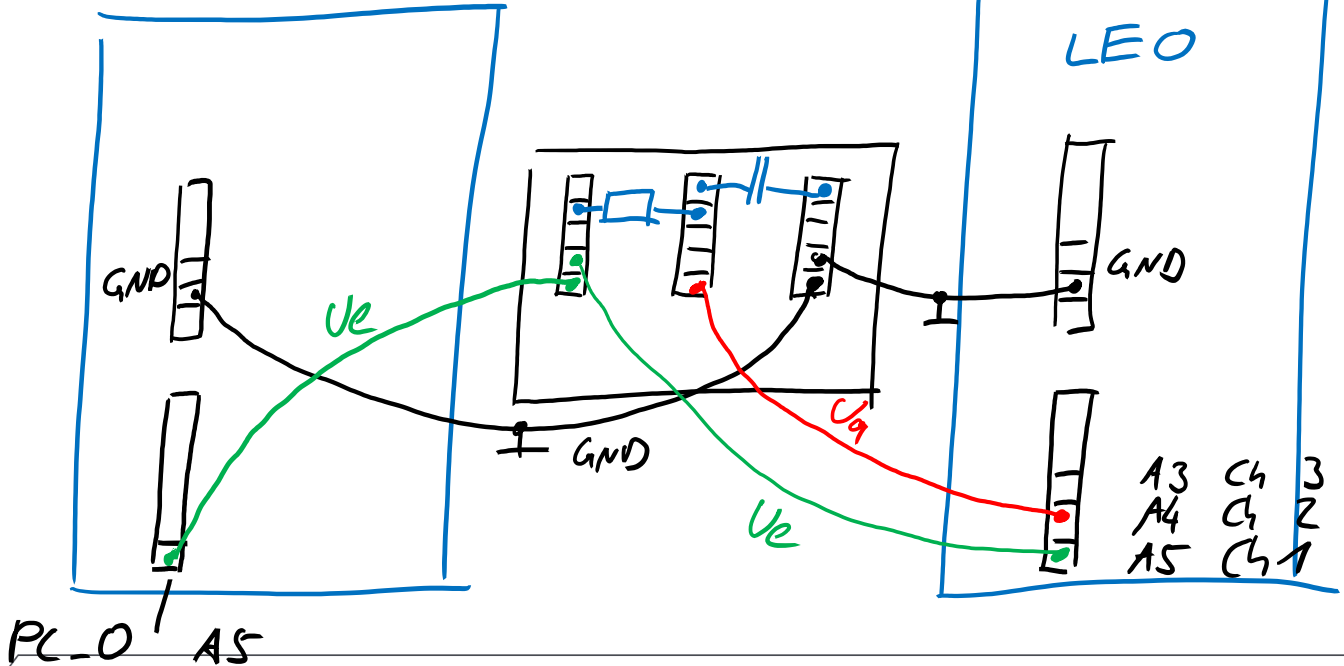 LEO
GND
GND
Ue
Ua
GND
Ue
A3 Ch 3
A4 Ch 2
A5 Ch 1
PC_0 A5